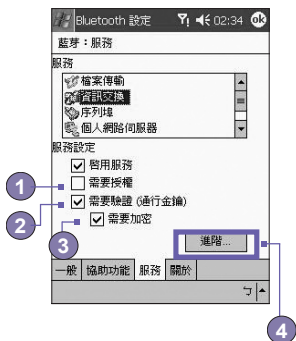 Bluetooth 設定 02:34 ok
藍芽：服務
服務
檔案傳輸
資訊交換
序列埠
個人網路伺服器
服務設定
啓用服務
1 需要授權
2 需要驗證 (通行金鑰)
3 需要加密
進階...
一般 協助功能 服務 關於
ㄅ
4